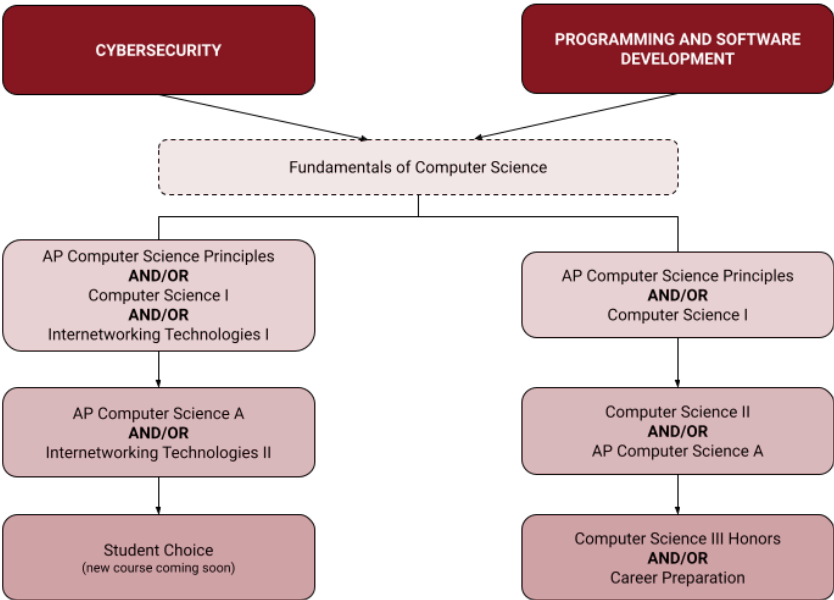 CYBERSECURITY
PROGRAMMING AND SOFTWARE
DEVELOPMENT
Fundamentals of Computer Science
AP Computer Science Principles
AND/OR
Computer Science I
AND/OR
Internetworking Technologies I
AP Computer Science Principles
AND/OR
Computer Science I
AP Computer Science A
AND/OR
Internetworking Technologies II
Computer Science II
AND/OR
AP Computer Science A
Student Choice
(new course coming soon)
Computer Science III Honors
AND/OR
Career Preparation